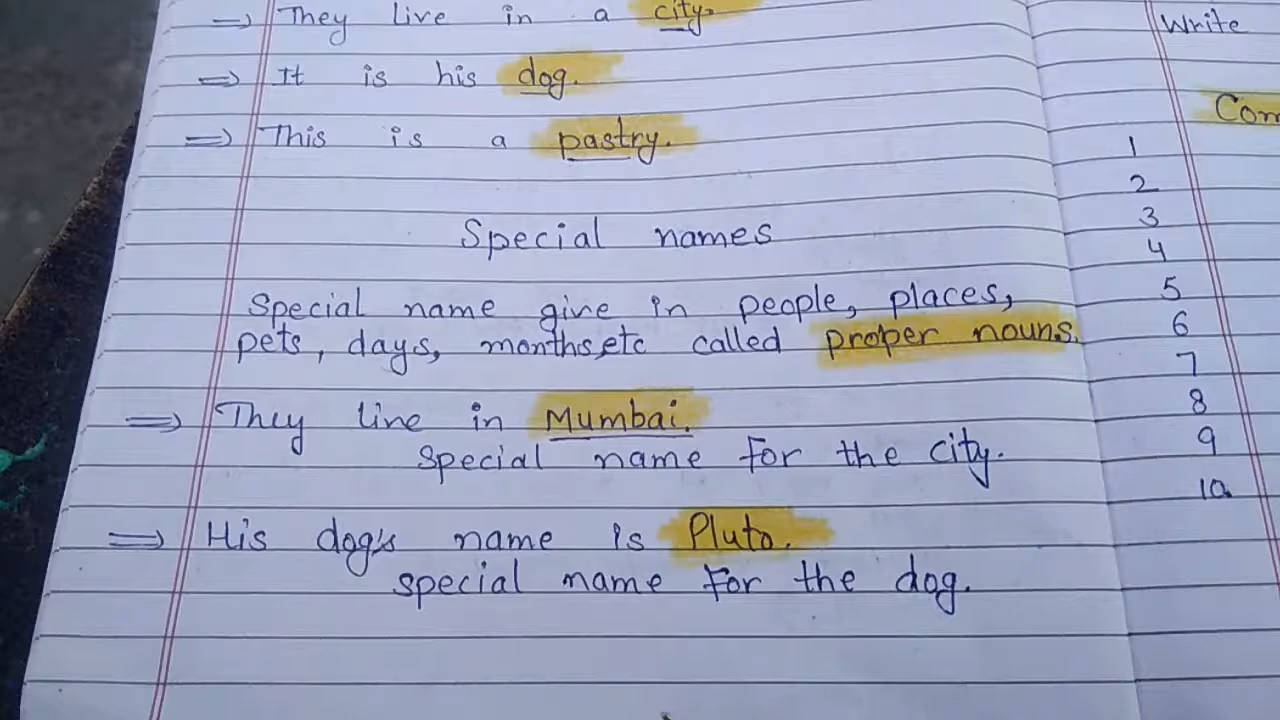 ⇒ They live in a city.
⇒ It is his dog.
⇒ This is a pastry.
Special names
Special name give in people, places,
pets, days, months,etc called proper nouns.
⇒ They live in Mumbai.
Special name for the city.
⇒ His dog's name is Pluto.
special name for the dog.
Write
Com
1
2
3
4
5
6
7
8
9
10